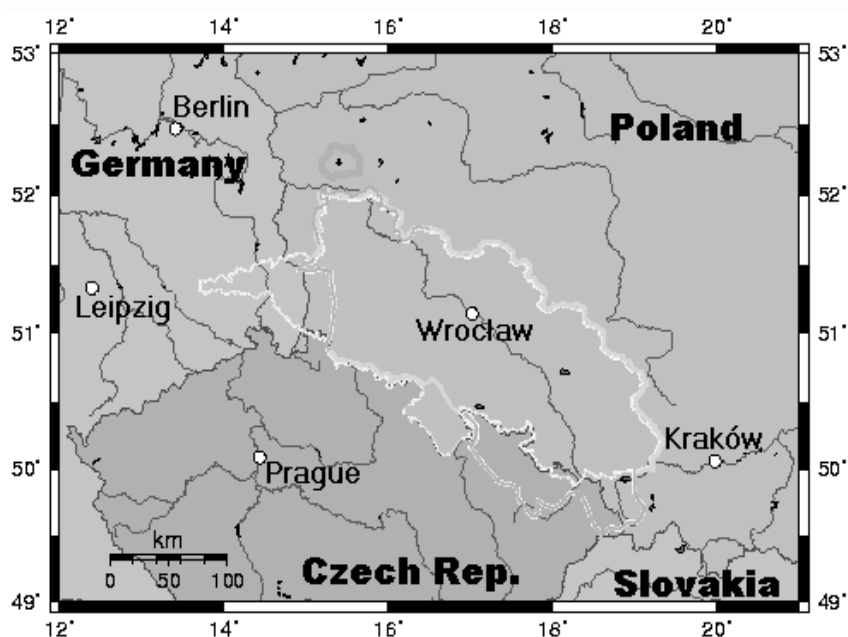 12° 14° 16° 18° 20°
53° 53°
Berlin
Poland
Germany
52° 52°
Leipzig
Wrocław
51° 51°
Kraków
50° 50°
Prague
km
0 50 100
Czech Rep.
Slovakia
49° 49°
12° 14° 16° 18° 20°